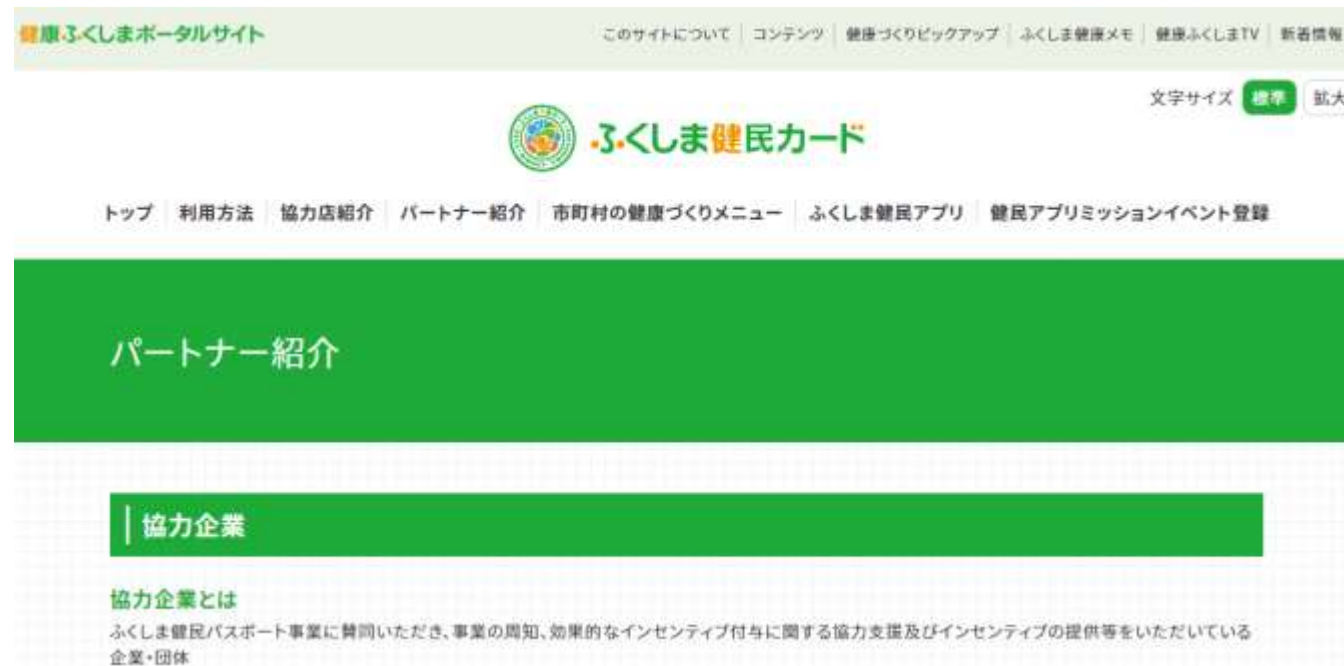 健康ふくしまポータルサイト
このサイトについて コンテンツ 健康づくりピックアップ ふくしま健康メモ 健康ふくしまTV 新着情報
文字サイズ 標準 拡大
ふくしま健民カード
トップ 利用方法 協力店紹介 パートナー紹介 市町村の健康づくりメニュー ふくしま健民アプリ 健民アプリミッションイベント登録
パートナー紹介
協力企業
協力企業とは
ふくしま健民パスポート事業に賛同いただき、事業の周知、効果的なインセンティブ付与に関する協力支援及びインセンティブの提供等をいただいている
企業・団体